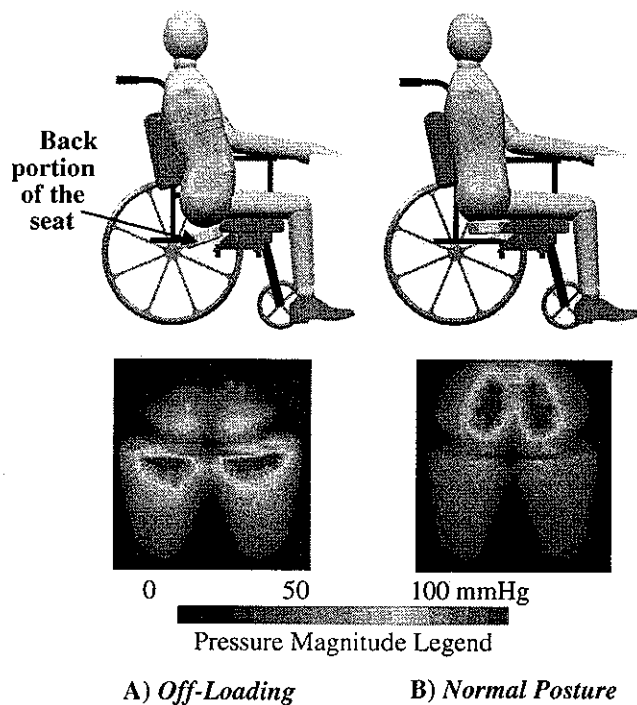 Back
portion
of the
seat
0 50 100 mmHg
Pressure Magnitude Legend
A) Off-Loading B) Normal Posture